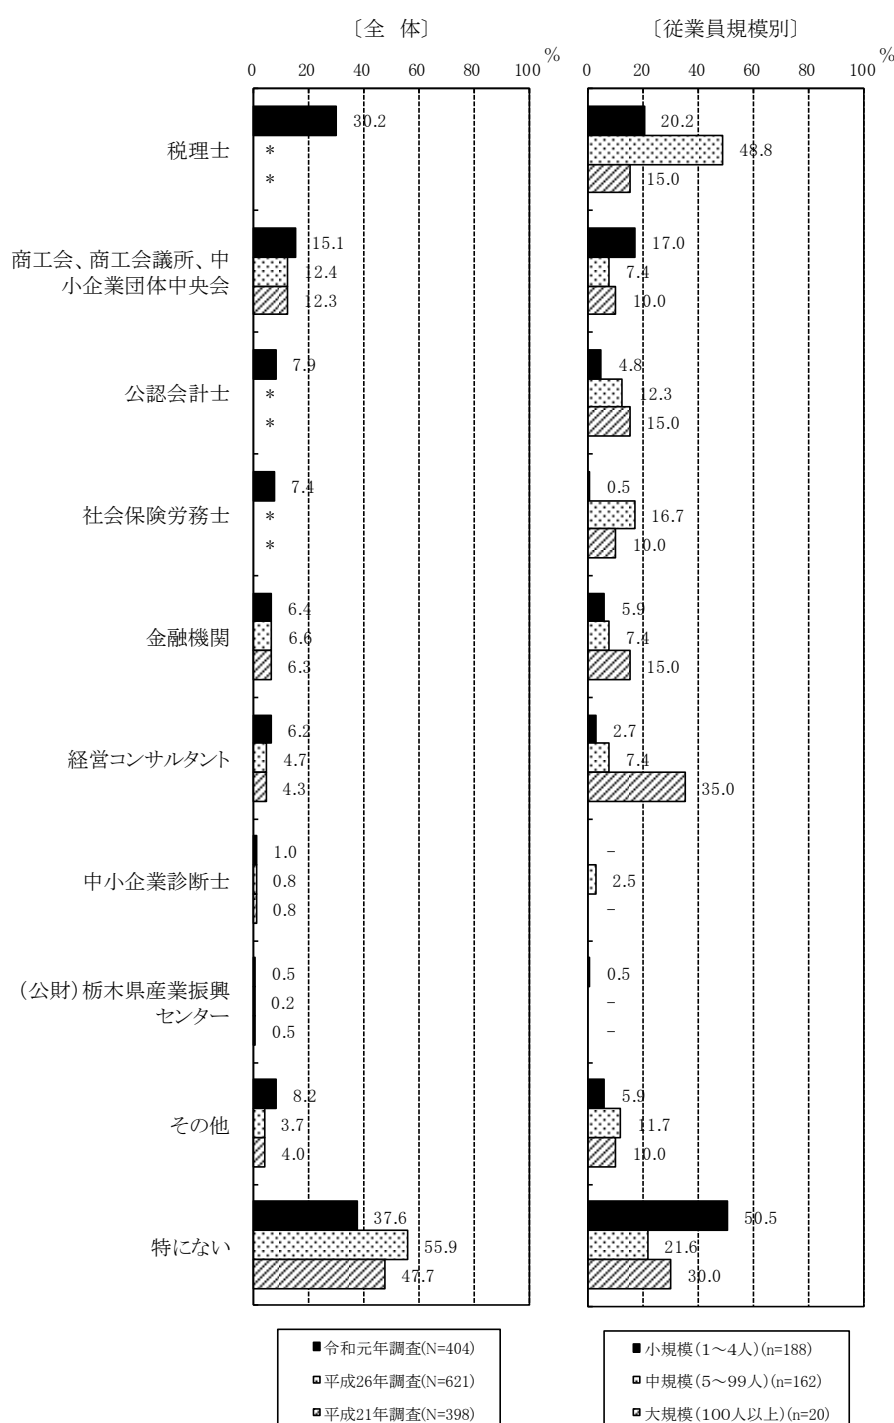 〔全 体〕
〔従業員規模別〕
%
%
0 20 40 60 80 100
0 20 40 60 80 100
税理士
30.2
*
*
20.2
48.8
15.0
商工会、商工会議所、中
小企業団体中央会
15.1
12.4
12.3
17.0
7.4
10.0
公認会計士
7.9
*
*
4.8
12.3
15.0
社会保険労務士
7.4
*
*
0.5
16.7
10.0
金融機関
6.4
6.6
6.3
5.9
7.4
15.0
経営コンサルタント
6.2
4.7
4.3
2.7
7.4
35.0
中小企業診断士
1.0
0.8
0.8
-
2.5
-
（公財）栃木県産業振興
センター
0.5
0.2
0.5
0.5
-
-
その他
8.2
3.7
4.0
5.9
11.7
10.0
特にない
37.6
55.9
47.7
50.5
21.6
30.0
令和元年調査(N=404)
平成26年調査(N=621)
平成21年調査(N=398)
小規模（1～4人）(n=188)
中規模（5～99人）(n=162)
大規模（100人以上）(n=20)